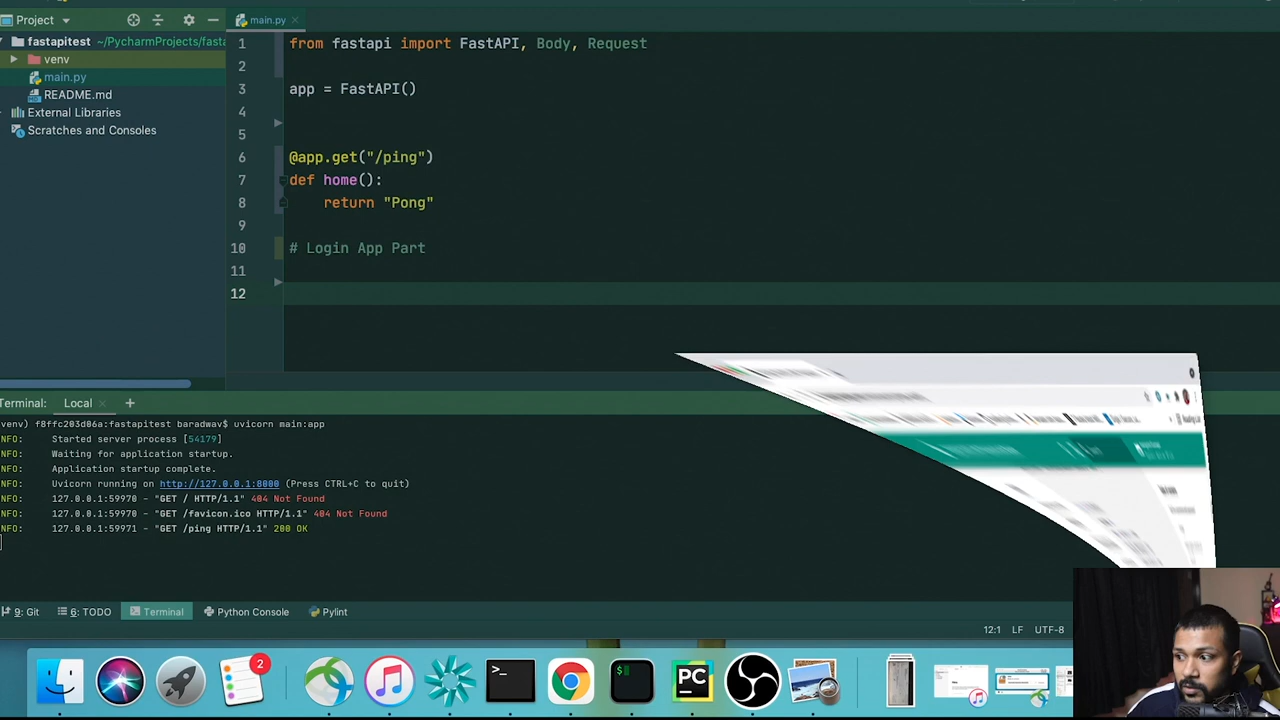 Project
main.py
fastapitest ~/PycharmProjects/fasta
venv
main.py
README.md
External Libraries
Scratches and Consoles
1 from fastapi import FastAPI, Body, Request
2
3 app = FastAPI()
4
5
6 @app.get("/ping")
7 def home():
8 return "Pong"
9
10 # Login App Part
11
12
Terminal: Local +
venv) f8ffc203d06a:fastapitest baradwav$ uvicorn main:app
NFO: Started server process [54179]
NFO: Waiting for application startup.
NFO: Application startup complete.
NFO: Uvicorn running on http://127.0.0.1:8000 (Press CTRL+C to quit)
NFO: 127.0.0.1:59970 - "GET / HTTP/1.1" 404 Not Found
NFO: 127.0.0.1:59970 - "GET /favicon.ico HTTP/1.1" 404 Not Found
NFO: 127.0.0.1:59971 - "GET /ping HTTP/1.1" 200 OK
9: Git 6: TODO Terminal Python Console Pylint
12:1 LF UTF-8
2
>_
$
PC